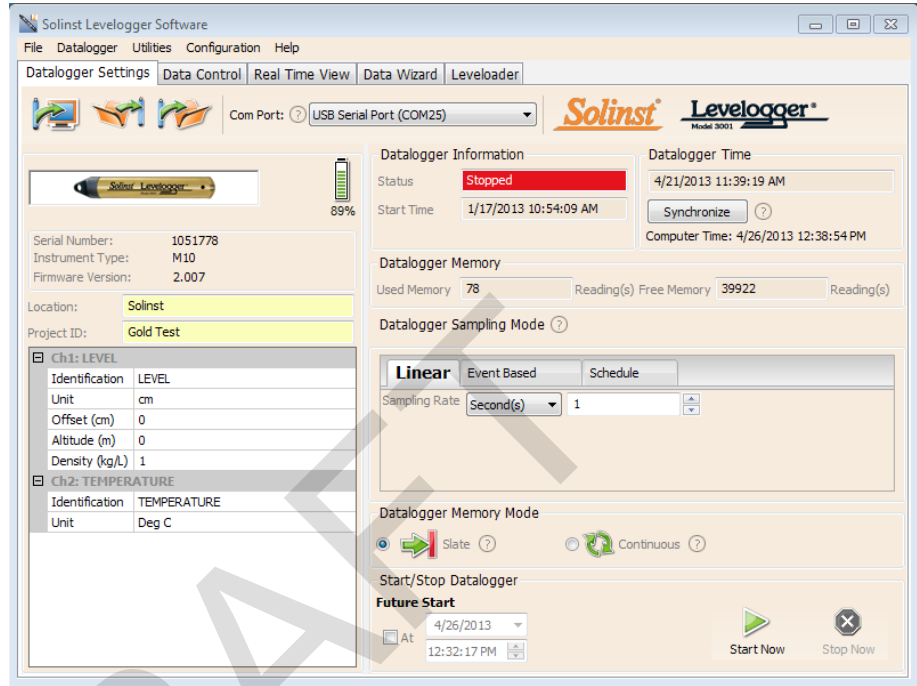 Solinst Levelogger Software
File Datalogger Utilities Configuration Help
Datalogger Settings Data Control Real Time View Data Wizard Leveloader
Com Port: ? USB Serial Port (COM25)
Solinst Levelogger®
Model 3001
Solinst Levelogger
89%
Serial Number: 1051778
Instrument Type: M10
Firmware Version: 2.007
Location: Solinst
Project ID: Gold Test
Ch1: LEVEL
Identification LEVEL
Unit cm
Offset (cm) 0
Altitude (m) 0
Density (kg/L) 1
Ch2: TEMPERATURE
Identification TEMPERATURE
Unit Deg C
Datalogger Information
Status Stopped
Start Time 1/17/2013 10:54:09 AM
Datalogger Time
4/21/2013 11:39:19 AM
Synchronize ?
Computer Time: 4/26/2013 12:38:54 PM
Datalogger Memory
Used Memory 78 Reading(s) Free Memory 39922 Reading(s)
Datalogger Sampling Mode ?
Linear Event Based Schedule
Sampling Rate Second(s) 1
Datalogger Memory Mode
Slate ? Continuous ?
Start/Stop Datalogger
Future Start
At 4/26/2013
12:32:17 PM
Start Now Stop Now
DRAFT